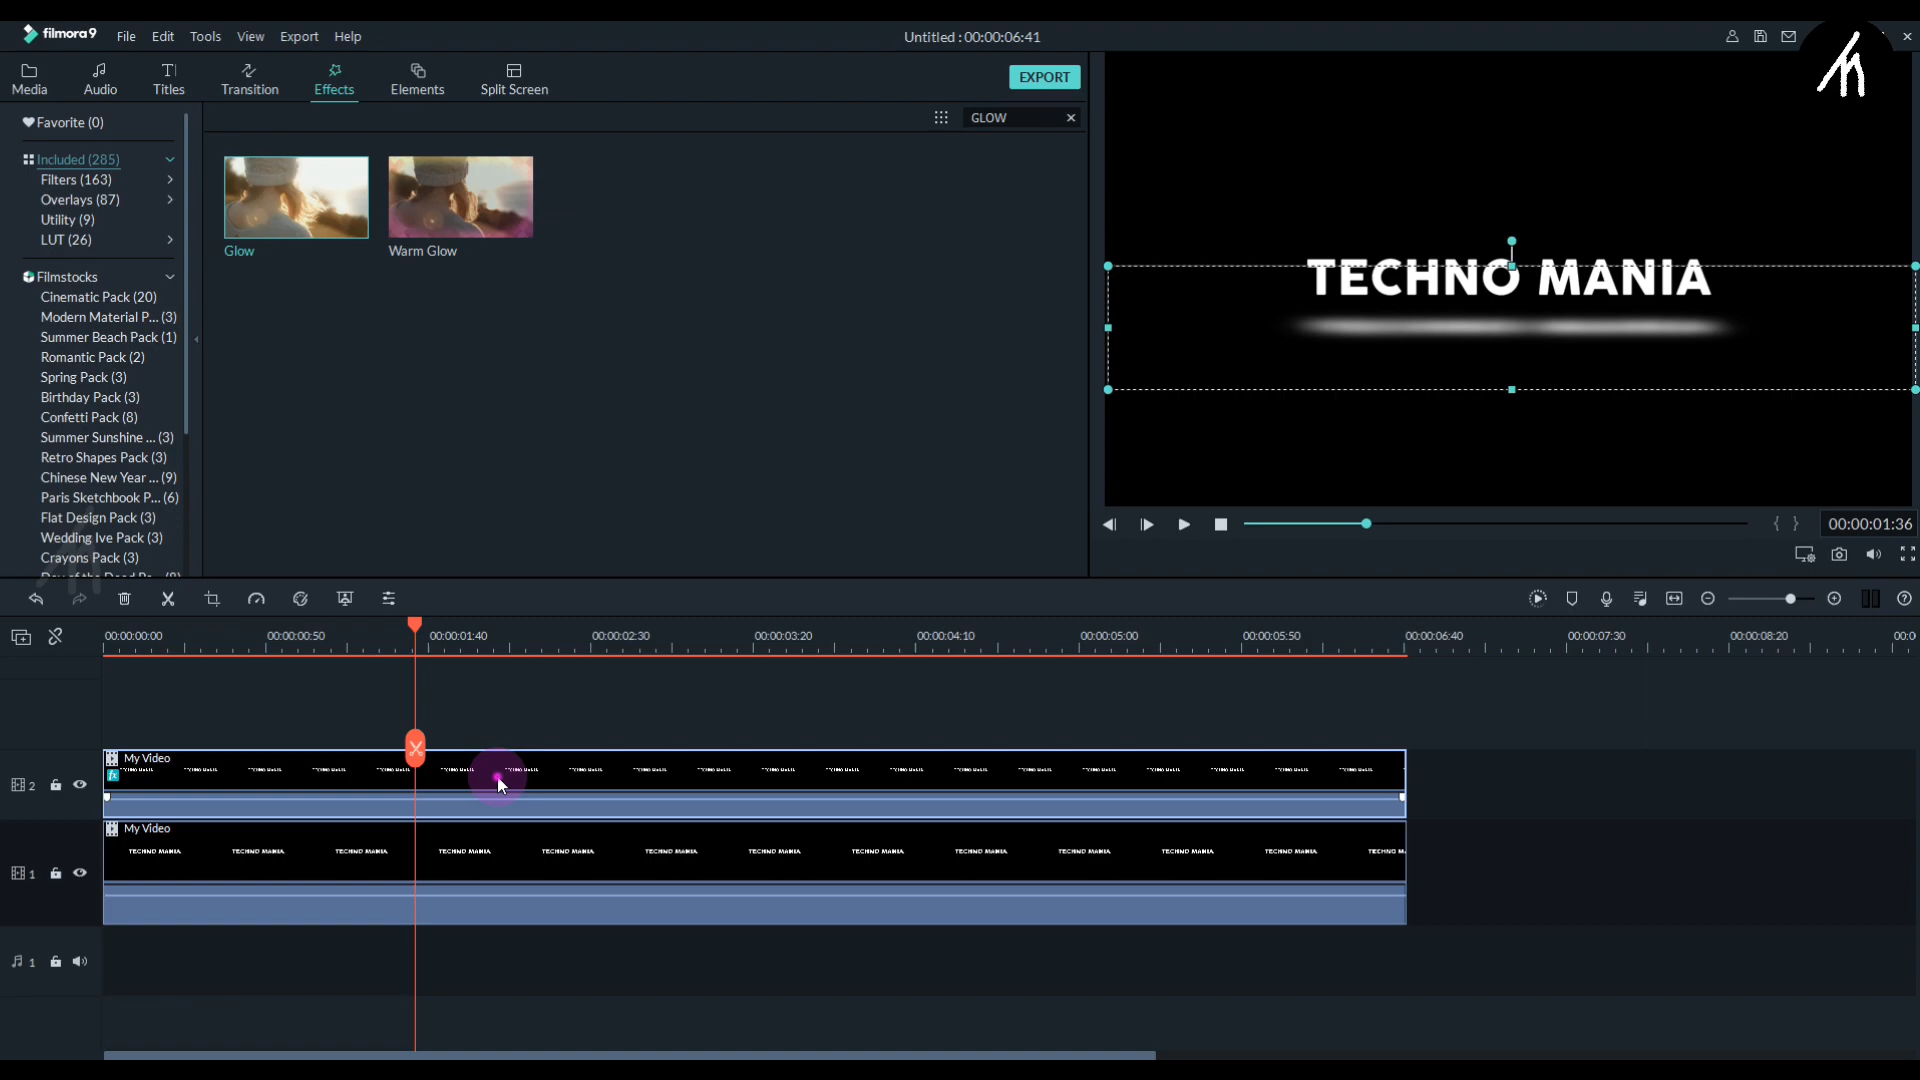 filmora9 File Edit Tools View Export Help Untitled : 00:00:06:41
Media Audio Titles Transition Effects Elements Split Screen EXPORT
Favorite (0)
GLOW
Included (285)
Filters (163)
Overlays (87)
Utility (9)
LUT (26)
Glow Warm Glow
Filmstocks
Cinematic Pack (20)
Modern Material P... (3)
Summer Beach Pack (1)
Romantic Pack (2)
Spring Pack (3)
Birthday Pack (3)
Confetti Pack (8)
Summer Sunshine ... (3)
Retro Shapes Pack (3)
Chinese New Year ... (9)
Paris Sketchbook P... (6)
Flat Design Pack (3)
Wedding Ive Pack (3)
Crayons Pack (3)
TECHNO MANIA
00:00:01:36
00:00:00:00 00:00:00:50 00:00:01:40 00:00:02:30 00:00:03:20 00:00:04:10 00:00:05:00 00:00:05:50 00:00:06:40 00:00:07:30 00:00:08:20 00:0
My Video
fx
2
My Video
TECHNO MANIA TECHNO MANIA TECHNO MANIA TECHNO MANIA TECHNO MANIA TECHNO MANIA TECHNO MANIA TECHNO MANIA TECHNO MANIA TECHNO MANIA TECHNO MANIA TECHNO MANIA TECHNO M
1
1